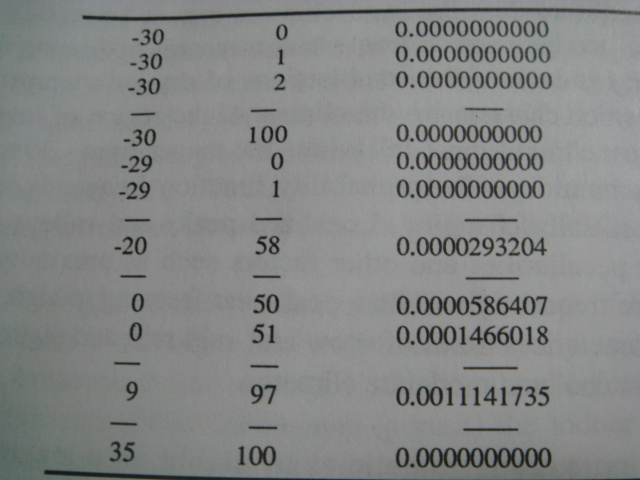 -30 0 0.0000000000
-30 1 0.0000000000
-30 2 0.0000000000
— — —
-30 100 0.0000000000
-29 0 0.0000000000
-29 1 0.0000000000
— — —
-20 58 0.0000293204
— — —
0 50 0.0000586407
0 51 0.0001466018
— — —
9 97 0.0011141735
— — —
35 100 0.0000000000